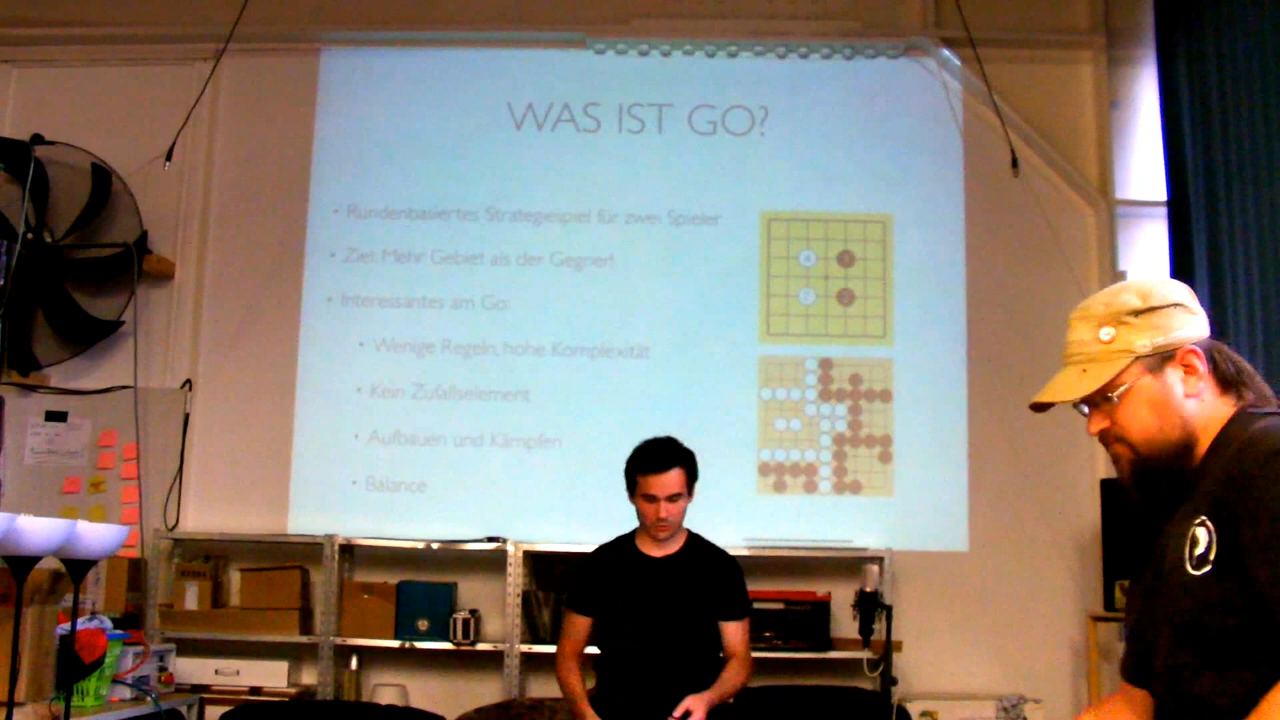 WAS IST GO?
• Rundenbasiertes Strategiespiel für zwei Spieler
• Ziel: Mehr Gebiet als der Gegner!
• Interessantes am Go:
• Wenige Regeln, hohe Komplexität
• Kein Zufallselement
• Aufbauen und Kämpfen
• Balance